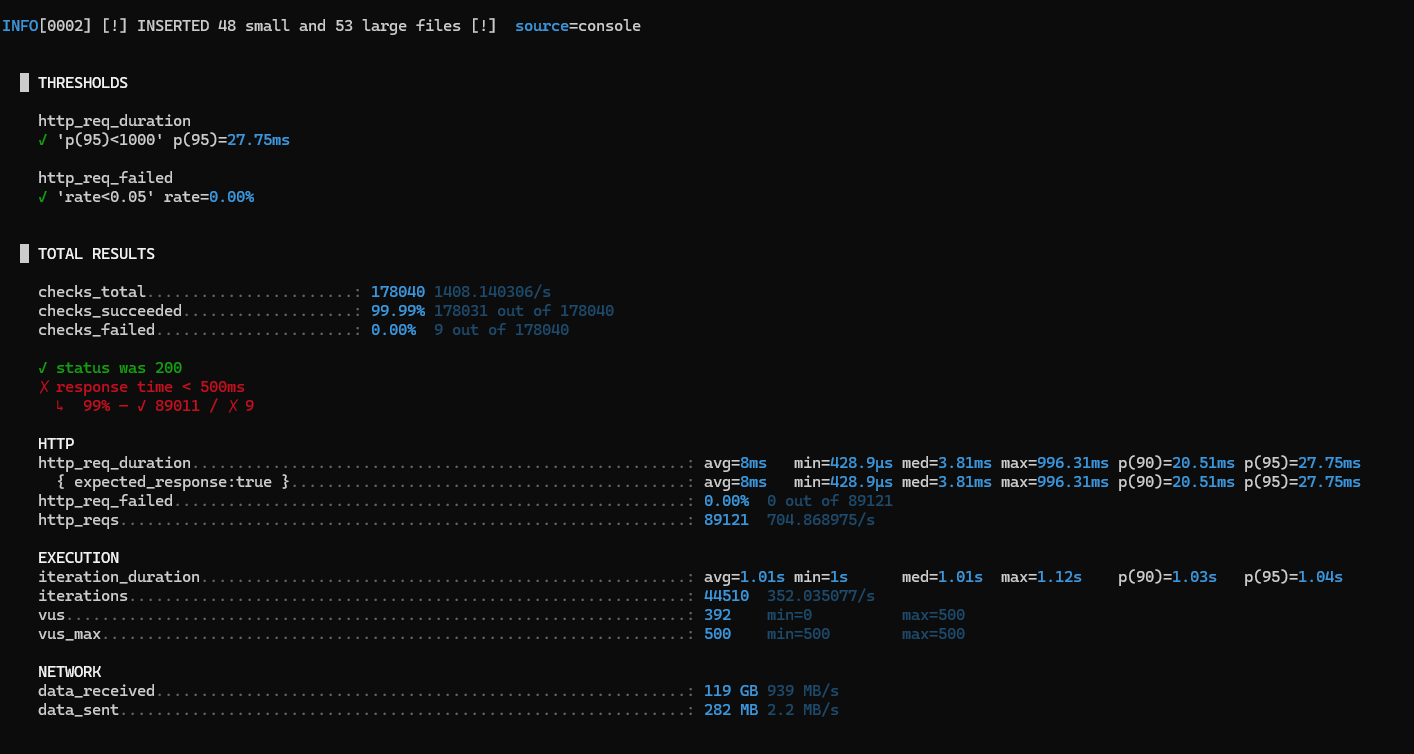 INFO[0002] [!] INSERTED 48 small and 53 large files [!]  source=console
█ THRESHOLDS
http_req_duration
✓ 'p(95)<1000' p(95)=27.75ms
http_req_failed
✓ 'rate<0.05' rate=0.00%
█ TOTAL RESULTS
checks_total.......................: 178040 1408.140306/s
checks_succeeded...................: 99.99% 178031 out of 178040
checks_failed......................: 0.00%  9 out of 178040
✓ status was 200
✗ response time < 500ms
↳  99% — ✓ 89011 / ✗ 9
HTTP
http_req_duration.......................................................: avg=8ms   min=428.9µs med=3.81ms max=996.31ms p(90)=20.51ms p(95)=27.75ms
{ expected_response:true }............................................: avg=8ms   min=428.9µs med=3.81ms max=996.31ms p(90)=20.51ms p(95)=27.75ms
http_req_failed.........................................................: 0.00%  0 out of 89121
http_reqs...............................................................: 89121  704.868975/s
EXECUTION
iteration_duration......................................................: avg=1.01s min=1s      med=1.01s  max=1.12s    p(90)=1.03s   p(95)=1.04s
iterations..............................................................: 44510  352.035077/s
vus.....................................................................: 392    min=0          max=500
vus_max.................................................................: 500    min=500        max=500
NETWORK
data_received...........................................................: 119 GB 939 MB/s
data_sent...............................................................: 282 MB 2.2 MB/s